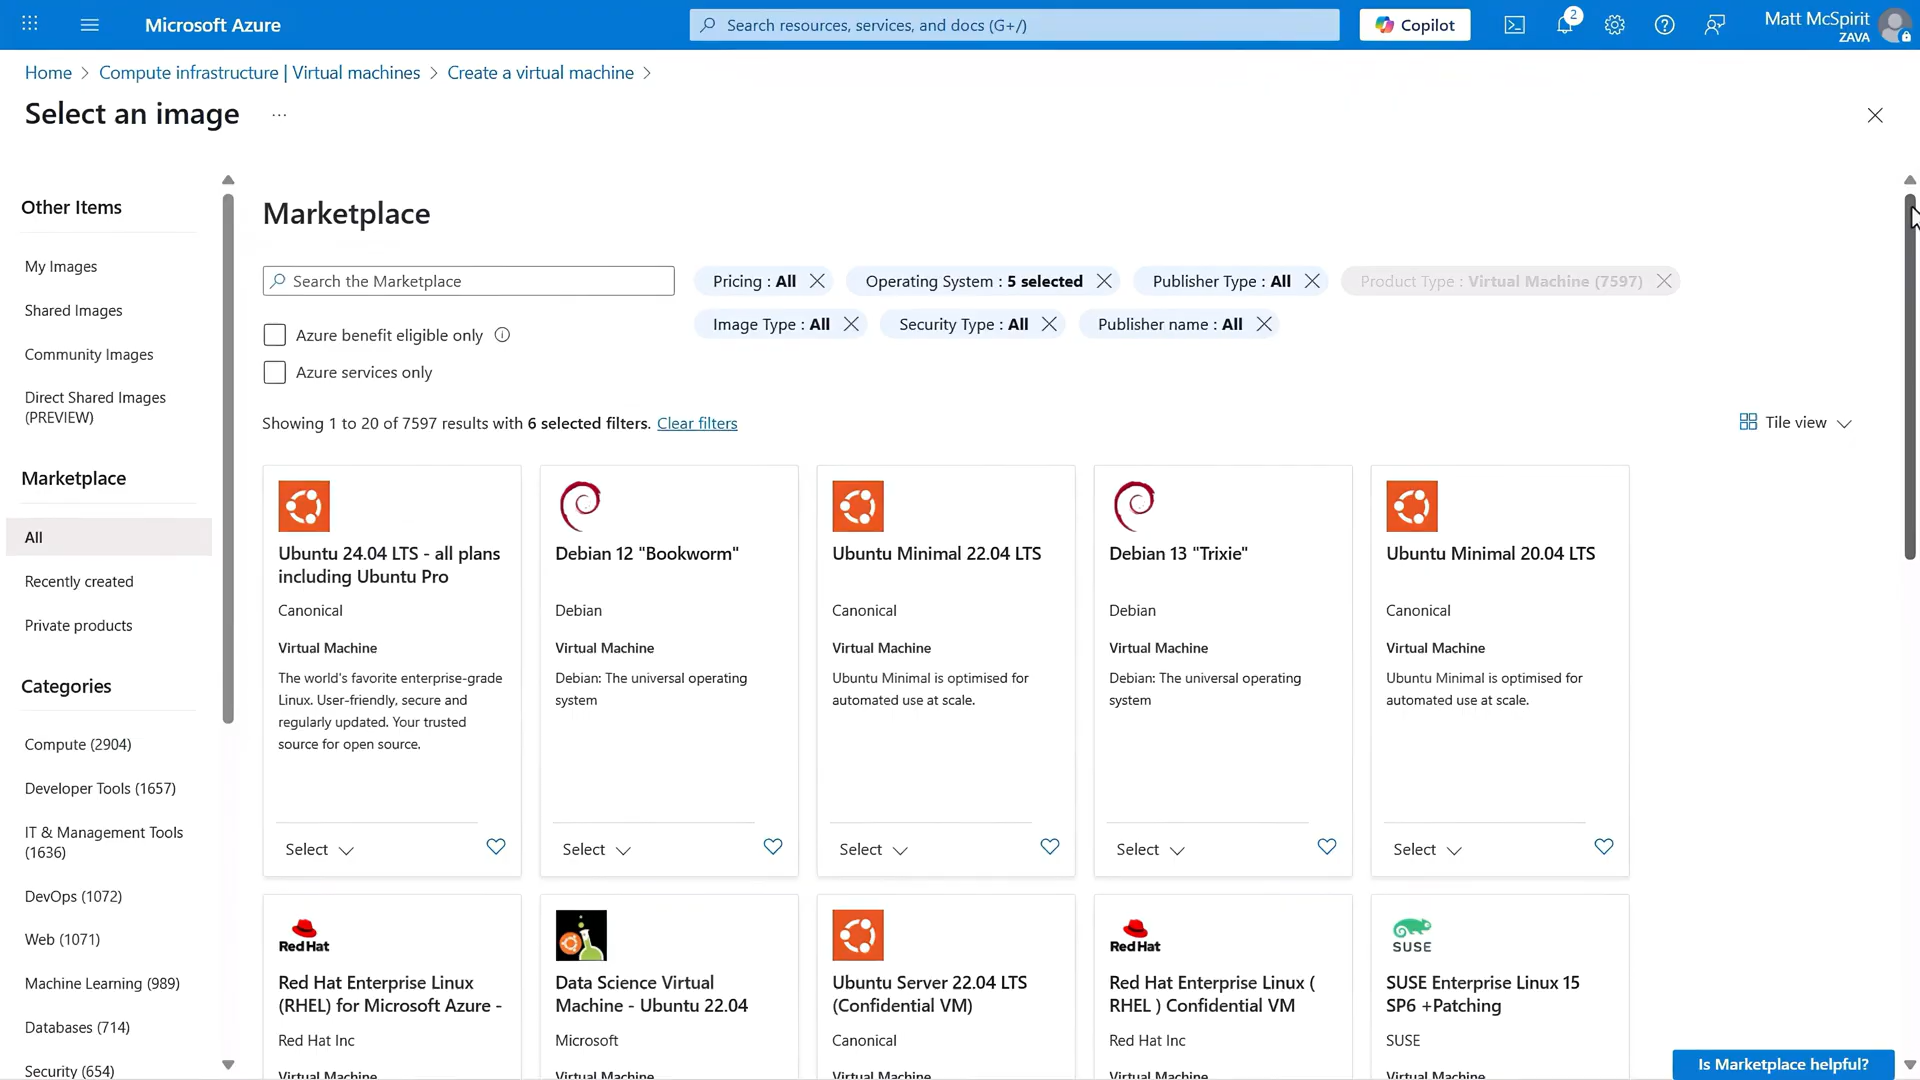 Microsoft Azure
Search resources, services, and docs (G+/)
Copilot
2
Matt McSpirit
ZAVA
Home > Compute infrastructure | Virtual machines > Create a virtual machine >
Select an image ...
Other Items
My Images
Shared Images
Community Images
Direct Shared Images
(PREVIEW)
Marketplace
All
Recently created
Private products
Categories
Compute (2904)
Developer Tools (1657)
IT & Management Tools
(1636)
DevOps (1072)
Web (1071)
Machine Learning (989)
Databases (714)
Security (654)
Marketplace
Search the Marketplace
Pricing : All
Operating System : 5 selected
Publisher Type : All
Product Type : Virtual Machine (7597)
Image Type : All
Security Type : All
Publisher name : All
Azure benefit eligible only
Azure services only
Showing 1 to 20 of 7597 results with 6 selected filters. Clear filters
Tile view
Ubuntu 24.04 LTS - all plans
including Ubuntu Pro
Canonical
Virtual Machine
The world's favorite enterprise-grade
Linux. User-friendly, secure and
regularly updated. Your trusted
source for open source.
Select
Debian 12 "Bookworm"
Debian
Virtual Machine
Debian: The universal operating
system
Select
Ubuntu Minimal 22.04 LTS
Canonical
Virtual Machine
Ubuntu Minimal is optimised for
automated use at scale.
Select
Debian 13 "Trixie"
Debian
Virtual Machine
Debian: The universal operating
system
Select
Ubuntu Minimal 20.04 LTS
Canonical
Virtual Machine
Ubuntu Minimal is optimised for
automated use at scale.
Select
Red Hat
Red Hat Enterprise Linux
(RHEL) for Microsoft Azure -
Red Hat Inc
Virtual Machine
Data Science Virtual
Machine - Ubuntu 22.04
Microsoft
Virtual Machine
Ubuntu Server 22.04 LTS
(Confidential VM)
Canonical
Virtual Machine
Red Hat
Red Hat Enterprise Linux (
RHEL ) Confidential VM
Red Hat Inc
Virtual Machine
SUSE
SUSE Enterprise Linux 15
SP6 +Patching
SUSE
Virtual Machine
Is Marketplace helpful?